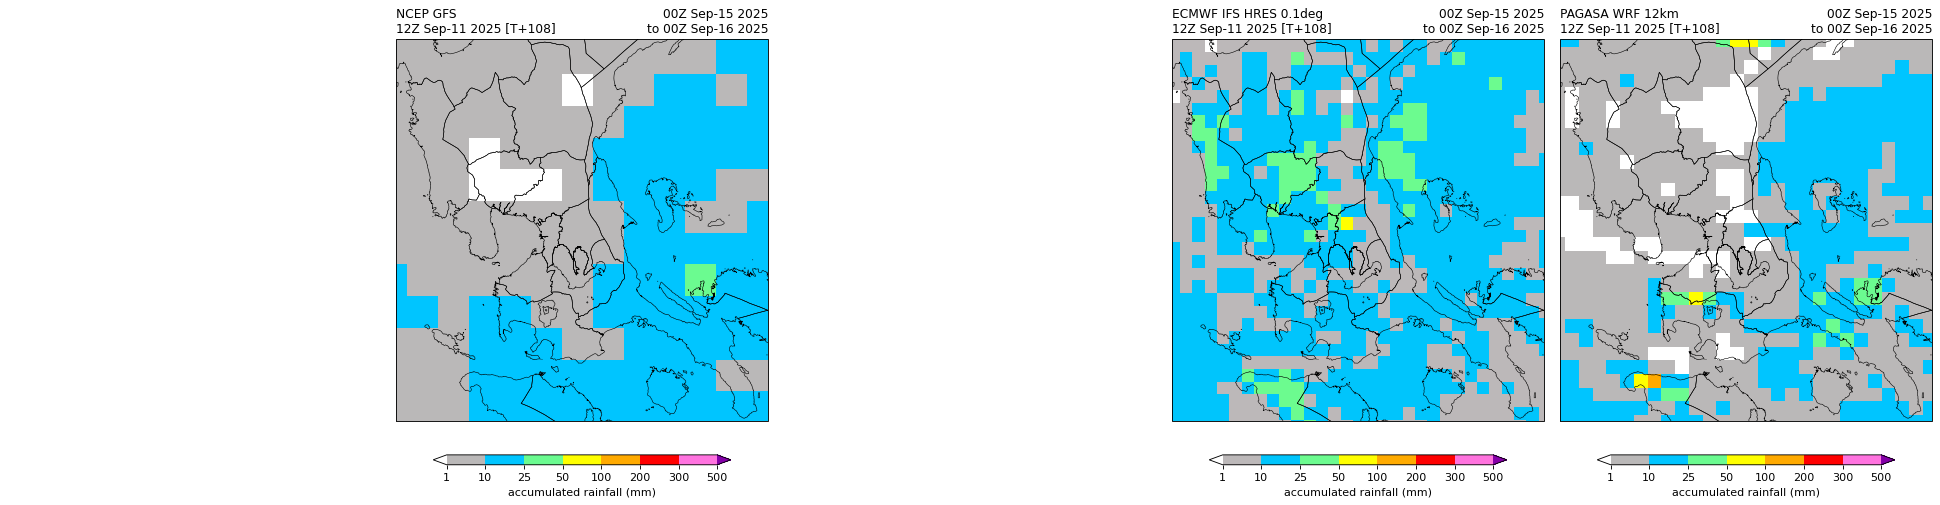 NCEP GFS 00Z Sep-15 2025
12Z Sep-11 2025 [T+108] to 00Z Sep-16 2025
1 10 25 50 100 200 300 500
accumulated rainfall (mm)
ECMWF IFS HRES 0.1deg 00Z Sep-15 2025
12Z Sep-11 2025 [T+108] to 00Z Sep-16 2025
1 10 25 50 100 200 300 500
accumulated rainfall (mm)
PAGASA WRF 12km 00Z Sep-15 2025
12Z Sep-11 2025 [T+108] to 00Z Sep-16 2025
1 10 25 50 100 200 300 500
accumulated rainfall (mm)